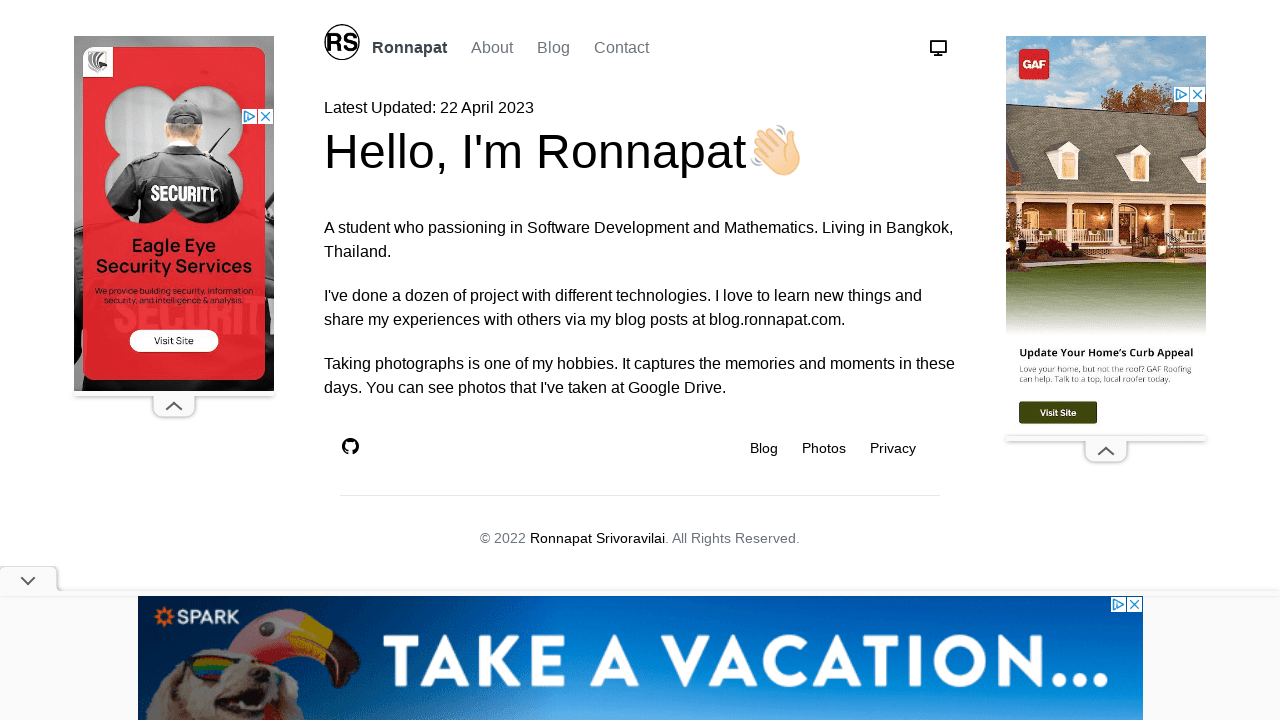 RS Ronnapat About Blog Contact
Latest Updated: 22 April 2023
Hello, I'm Ronnapat👋🏻
A student who passioning in Software Development and Mathematics. Living in Bangkok,
Thailand.
I've done a dozen of project with different technologies. I love to learn new things and
share my experiences with others via my blog posts at blog.ronnapat.com.
Taking photographs is one of my hobbies. It captures the memories and moments in these
days. You can see photos that I've taken at Google Drive.
Blog Photos Privacy
© 2022 Ronnapat Srivoravilai. All Rights Reserved.
SECURITY
Eagle Eye
Security Services
We provide building security, information
security, and intelligence & analysis.
SECURITY
Visit Site
GAF
Update Your Home's Curb Appeal
Love your home, but not the roof? GAF Roofing
can help. Talk to a top, local roofer today.
Visit Site
SPARK
TAKE A VACATION...